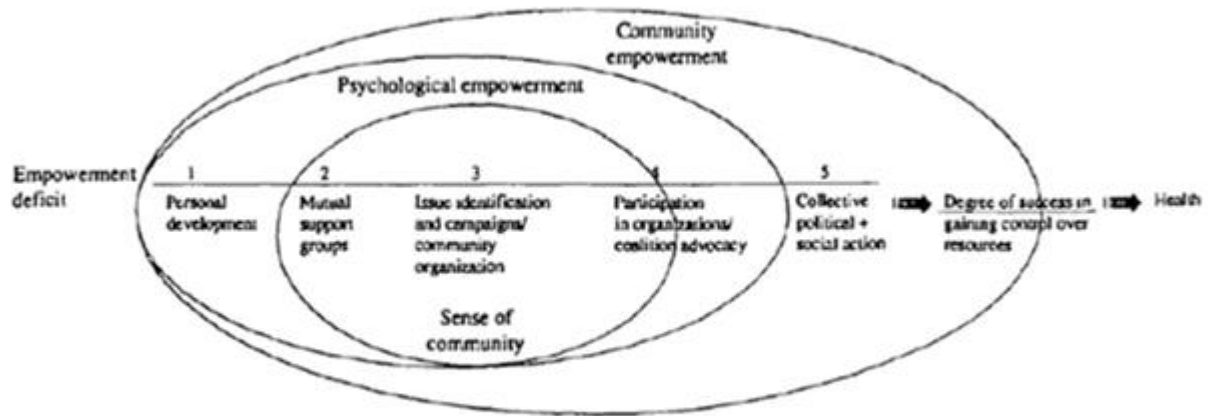 Community
empowerment
Psychological empowerment
Empowerment
deficit
1
2
3
4
5
Personal
development
Mutual
support
groups
Issue identification
and campaigns/
community
organization
Participation
in organizations/
coalition advocacy
Collective
political +
social action
Degree of success in
gaining control over
resources
Health
Sense of
community